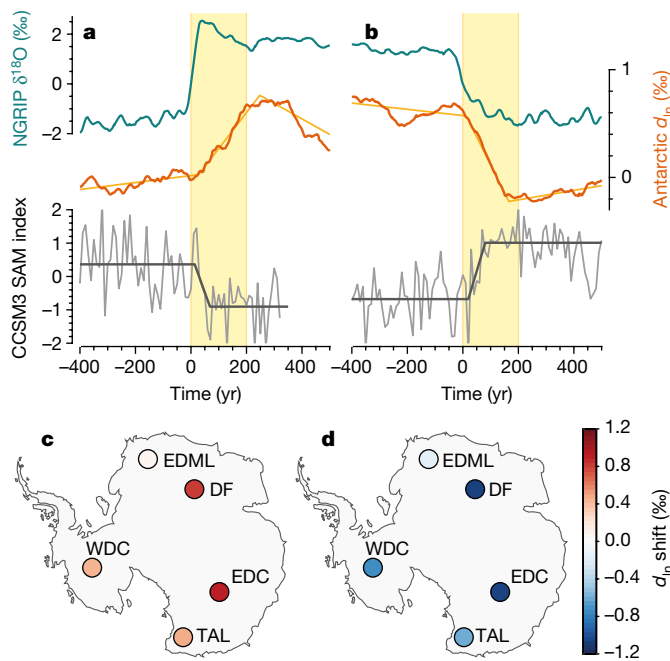 a
b
NGRIP δ¹⁸O (‰)
2
0
−2
Antarctic d_ln (‰)
1
0
CCSM3 SAM index
2
1
0
−1
−2
−400 −200 0 200 400
−400 −200 0 200 400
Time (yr)
Time (yr)
c
EDML
DF
WDC
EDC
TAL
d
EDML
DF
WDC
EDC
TAL
1.2
0.8
0.4
0.0
−0.4
−0.8
−1.2
d_ln shift (‰)